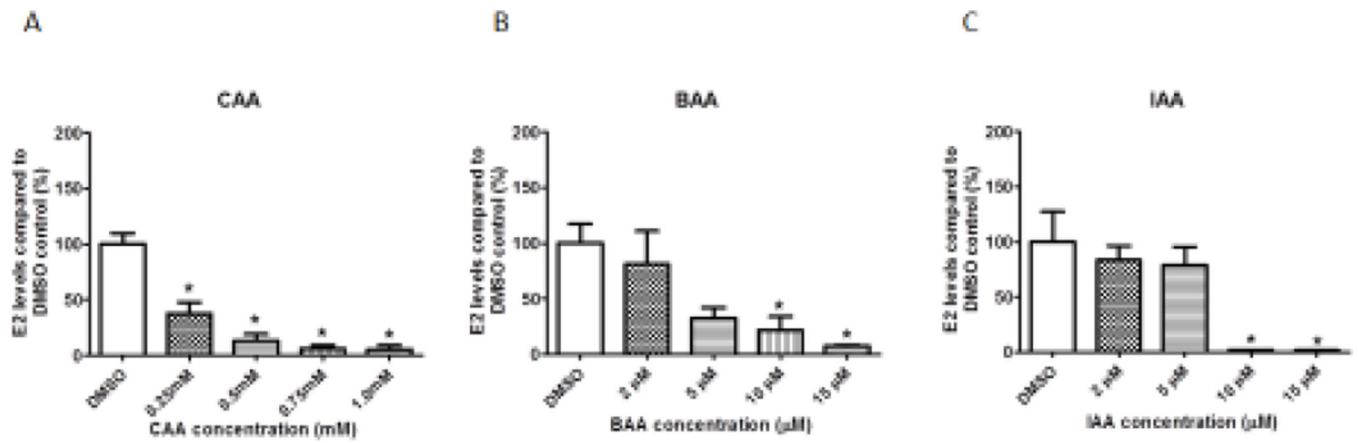 A
B
C
CAA
BAA
IAA
E2 levels compared to
DMSO control (%)
200
150
100
50
0
DMSO
0.25mM
0.5mM
0.75mM
1.0mM
CAA concentration (mM)
E2 levels compared to
DMSO control (%)
200
150
100
50
0
DMSO
2 µM
5 µM
10 µM
15 µM
BAA concentration (µM)
E2 levels compared to
DMSO control (%)
200
150
100
50
0
DMSO
2 µM
5 µM
10 µM
15 µM
IAA concentration (µM)
* * * *
* *
* *